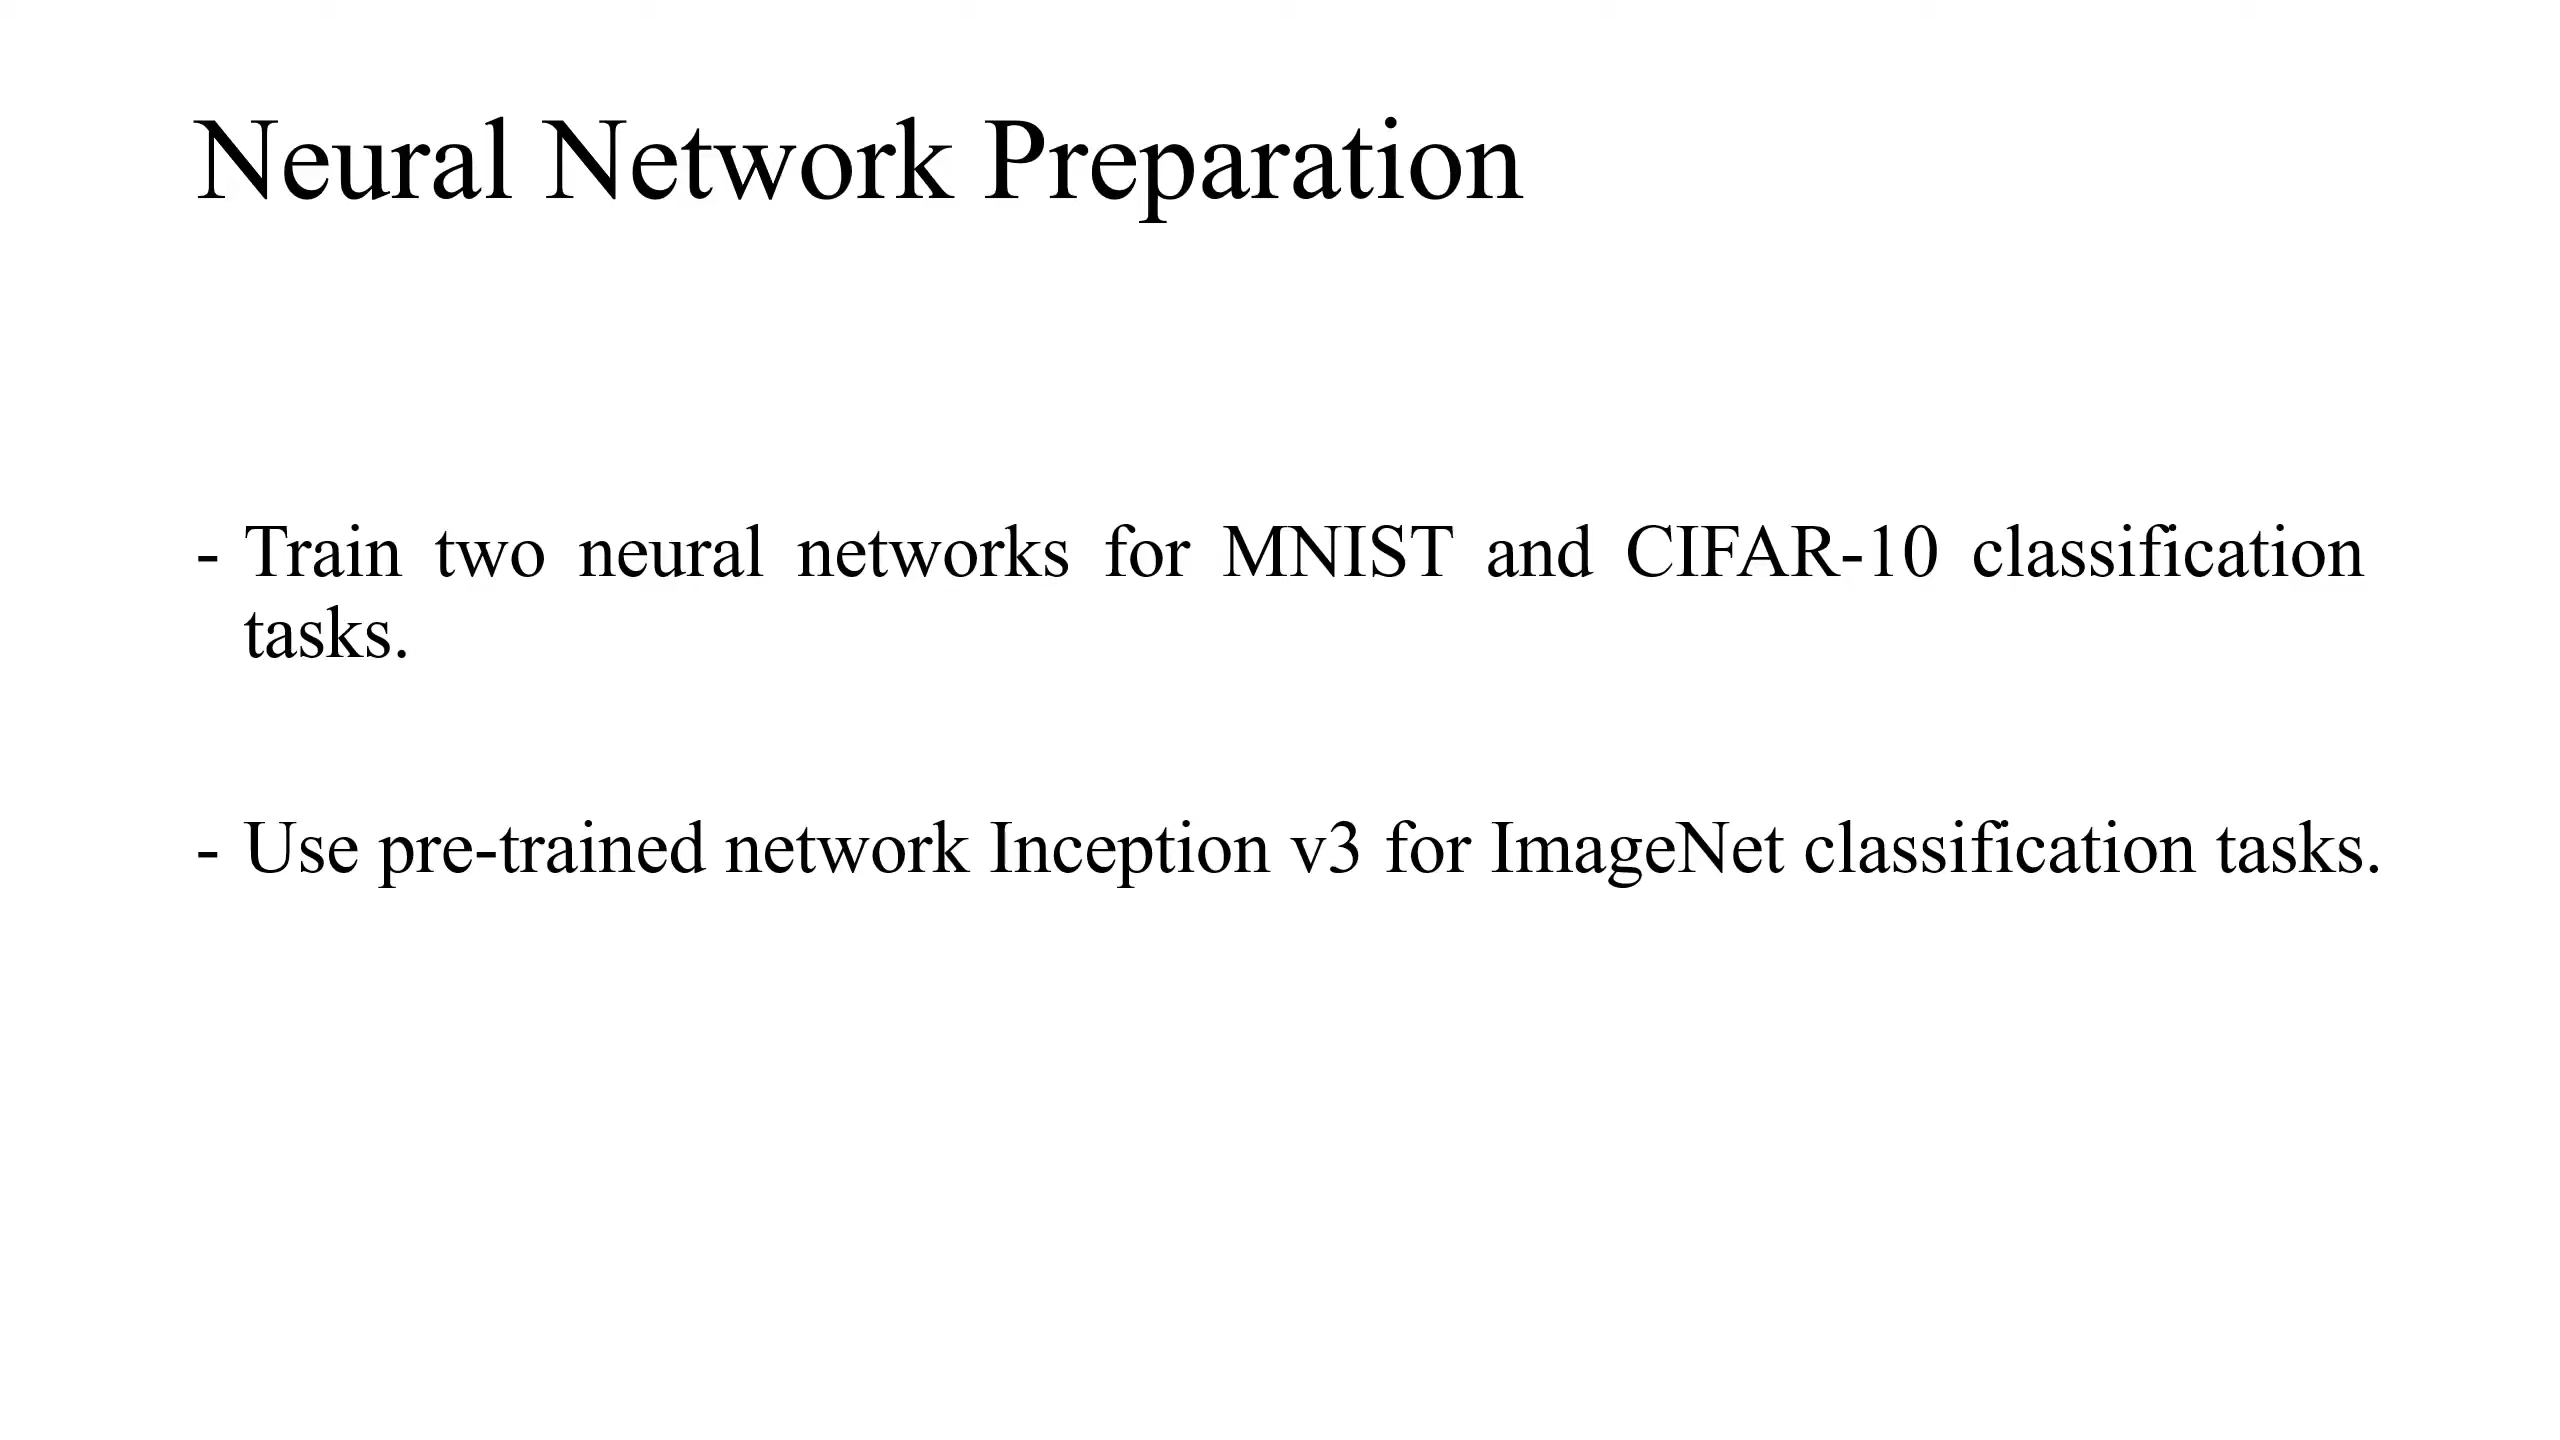 Neural Network Preparation
- Train two neural networks for MNIST and CIFAR-10 classification
tasks.
- Use pre-trained network Inception v3 for ImageNet classification tasks.